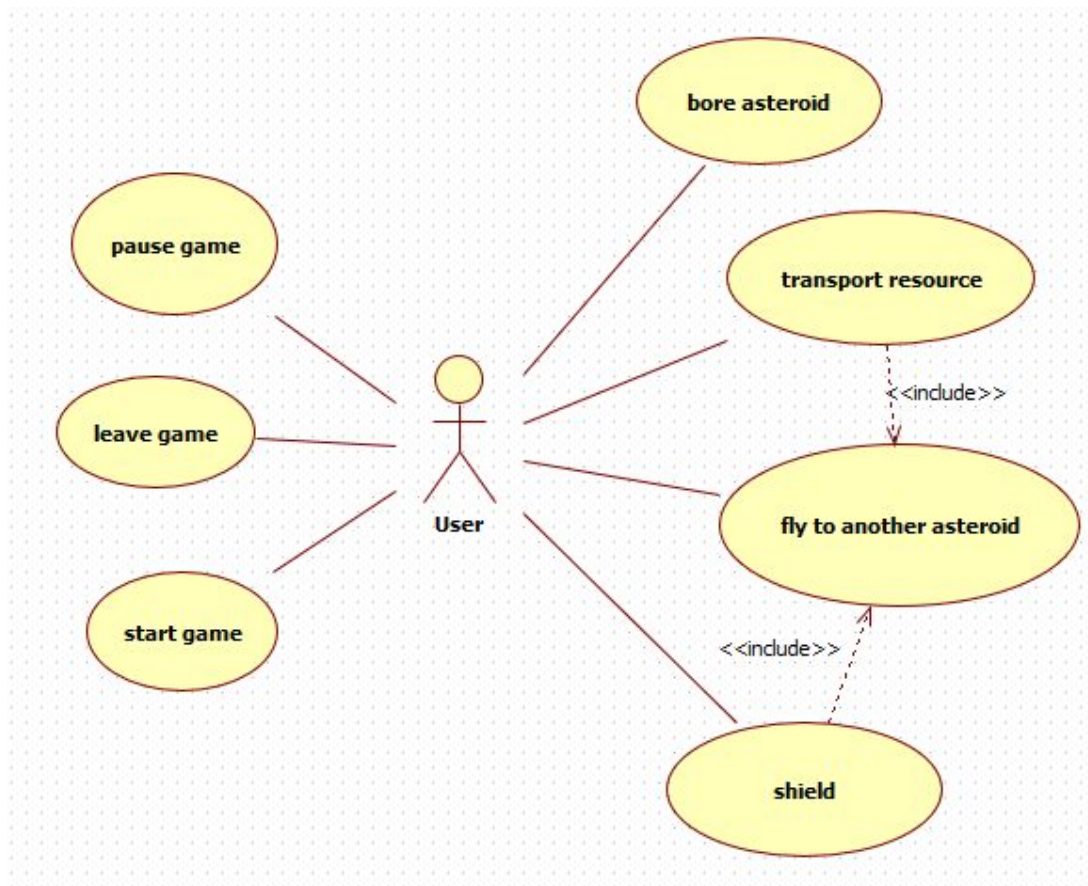 bore asteroid
pause game
transport resource
<<include>>
leave game
User
fly to another asteroid
start game
<<include>>
shield